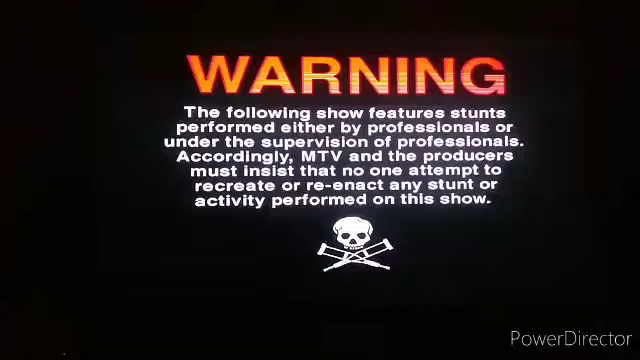 WARNING
The following show features stunts
performed either by professionals or
under the supervision of professionals.
Accordingly, MTV and the producers
must insist that no one attempt to
recreate or re-enact any stunt or
activity performed on this show.
PowerDirector